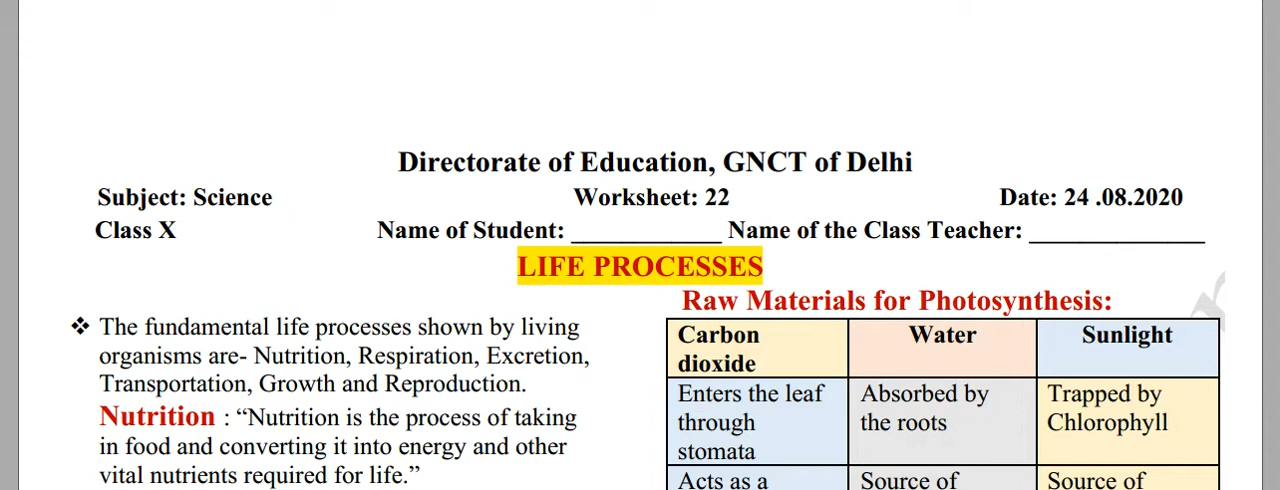 Directorate of Education, GNCT of Delhi
Subject: Science Worksheet: 22 Date: 24 .08.2020
Class X Name of Student: ____________ Name of the Class Teacher: ______________
LIFE PROCESSES
❖ The fundamental life processes shown by living
organisms are- Nutrition, Respiration, Excretion,
Transportation, Growth and Reproduction.
Nutrition : “Nutrition is the process of taking
in food and converting it into energy and other
vital nutrients required for life.”
Raw Materials for Photosynthesis:
Carbon Water Sunlight
dioxide
Enters the leaf Absorbed by Trapped by
through the roots Chlorophyll
stomata
Acts as a Source of Source of